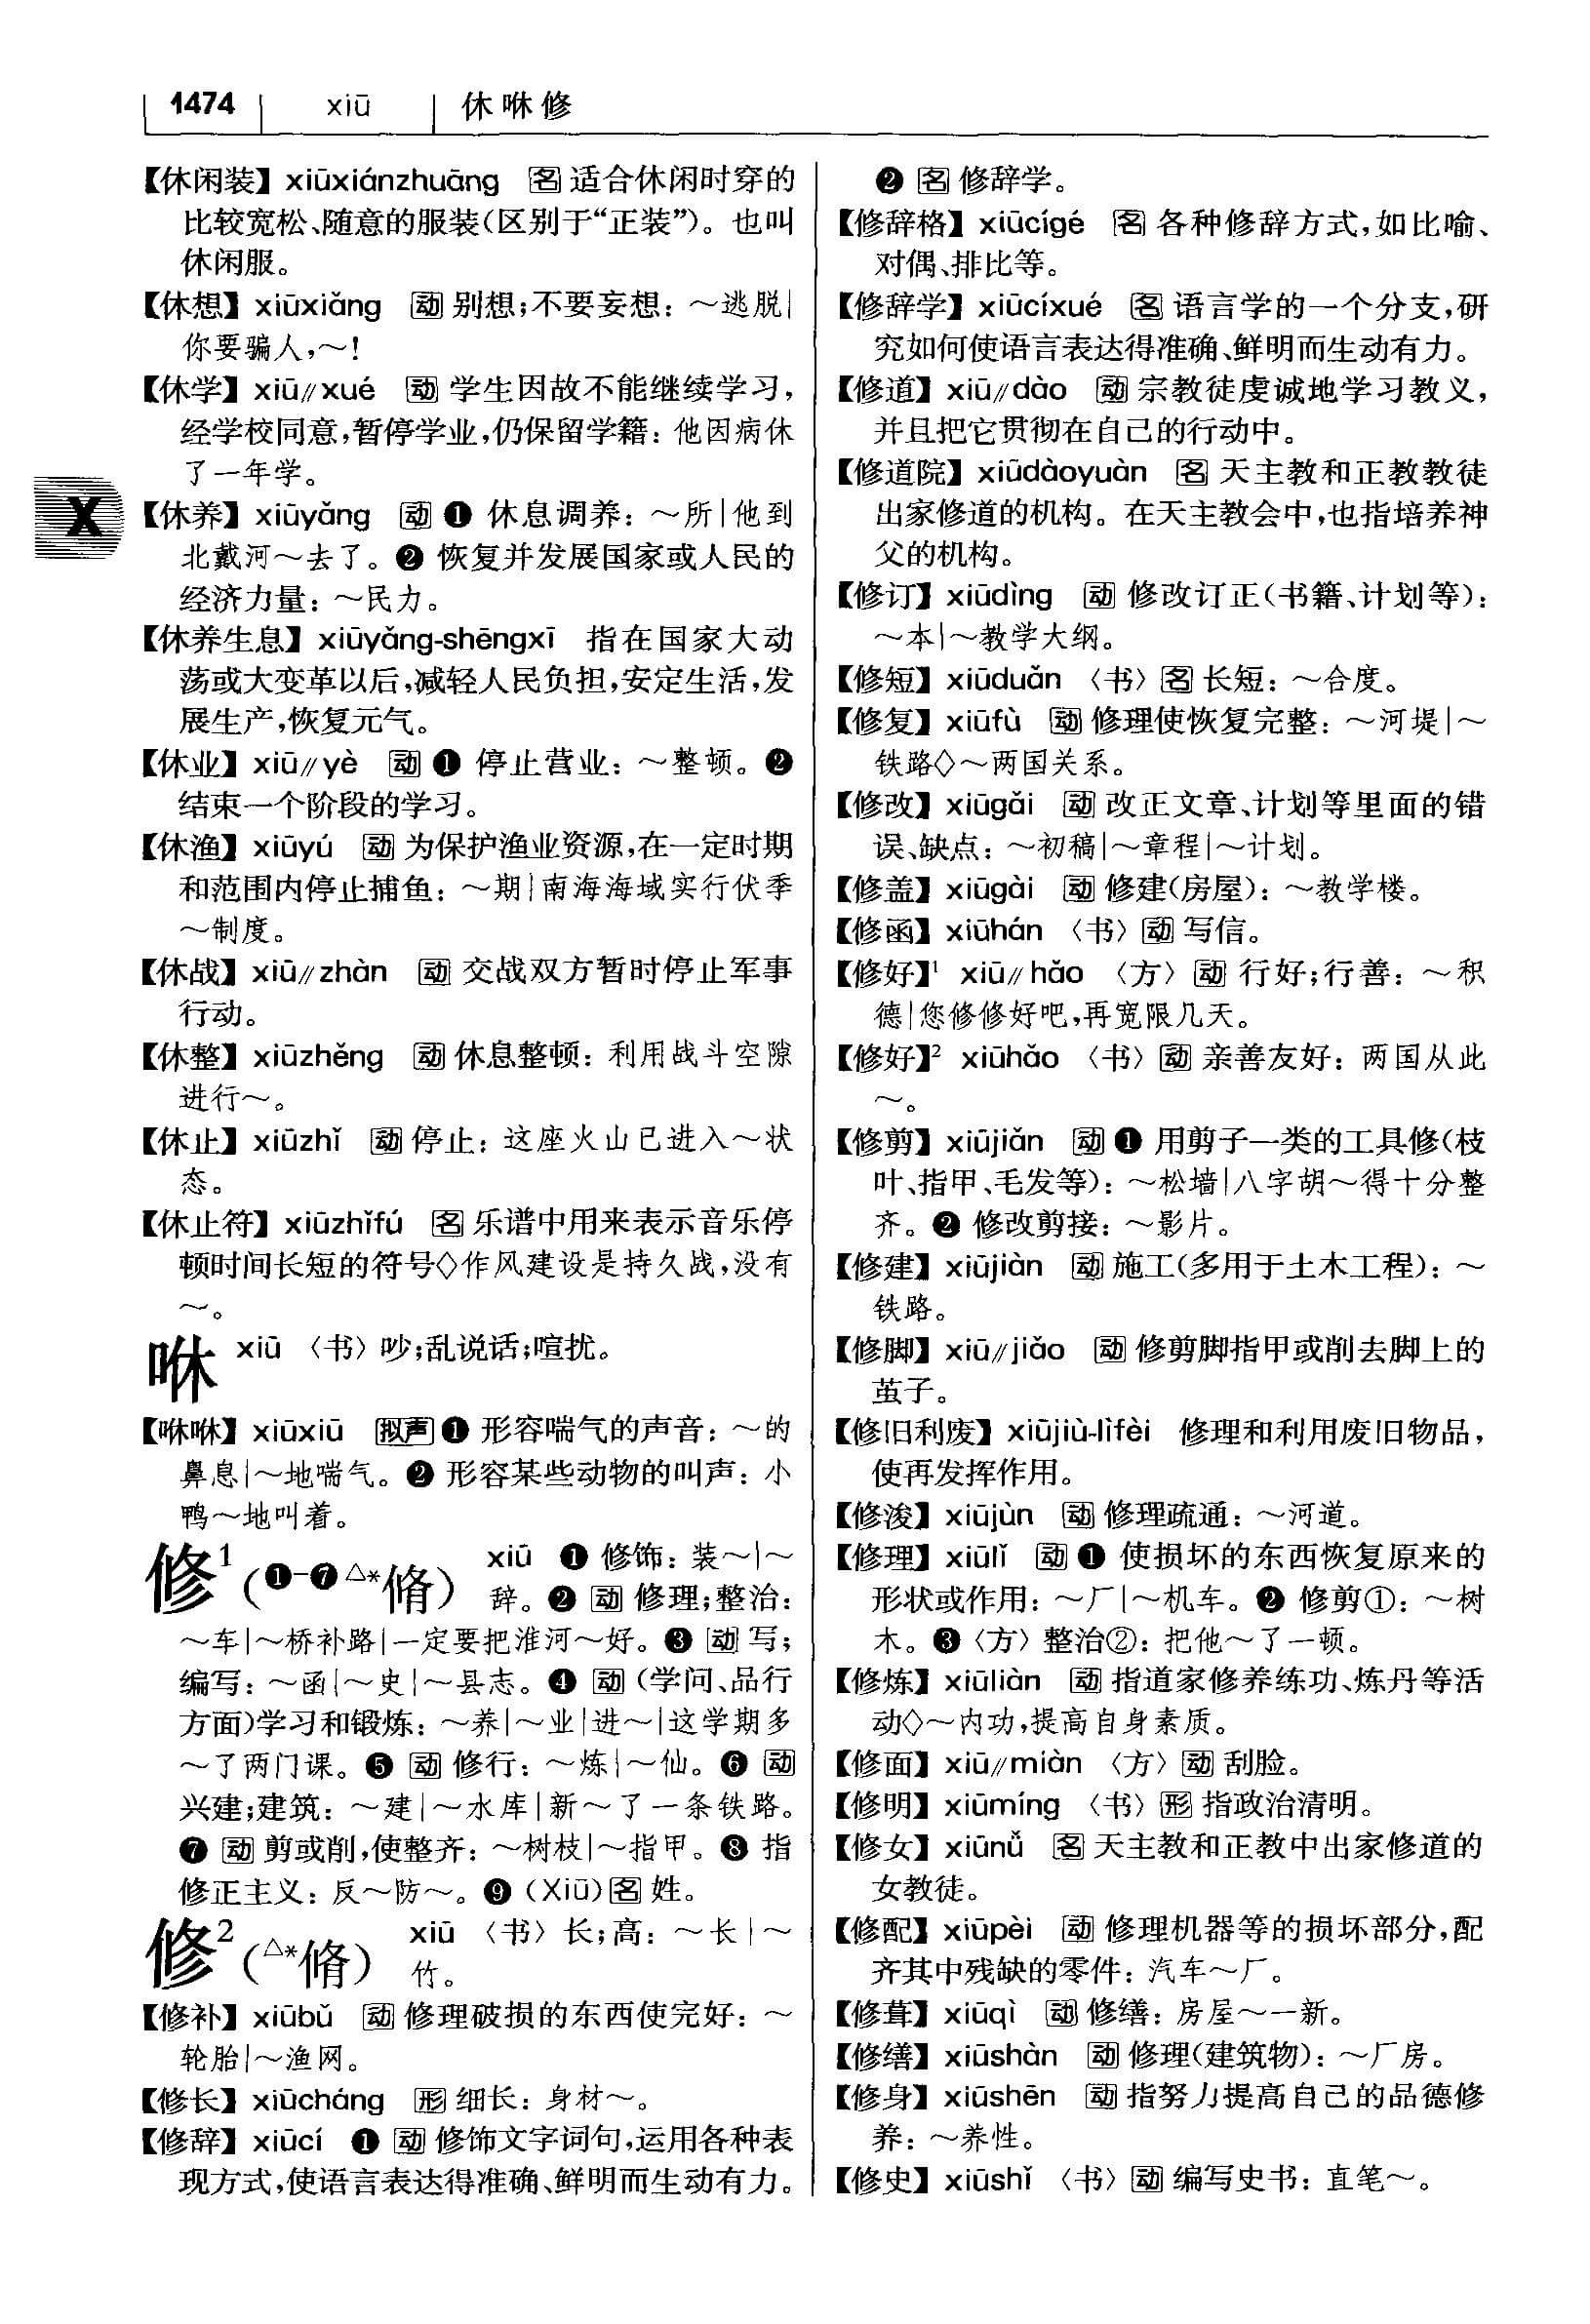 1474 xiū 休咻修
【休闲装】xiūxiánzhuāng 名 适合休闲时穿的
比较宽松、随意的服装(区别于“正装”)。也叫
休闲服。
【休想】xiūxiǎng 动 别想;不要妄想:～逃脱|
你要骗人,～!
【休学】xiū//xué 动 学生因故不能继续学习,
经学校同意,暂停学业,仍保留学籍:他因病休
了一年学。
X
【休养】xiūyǎng 动 ❶ 休息调养:～所|他到
北戴河～去了。❷ 恢复并发展国家或人民的
经济力量:～民力。
【休养生息】xiūyǎng-shēngxī 指在国家大动
荡或大变革以后,减轻人民负担,安定生活,发
展生产,恢复元气。
【休业】xiū//yè 动 ❶ 停止营业:～整顿。❷
结束一个阶段的学习。
【休渔】xiūyú 动 为保护渔业资源,在一定时期
和范围内停止捕鱼:～期|南海海域实行伏季
～制度。
【休战】xiū//zhàn 动 交战双方暂时停止军事
行动。
【休整】xiūzhěng 动 休息整顿:利用战斗空隙
进行～。
【休止】xiūzhǐ 动 停止:这座火山已进入～状
态。
【休止符】xiūzhǐfú 名 乐谱中用来表示音乐停
顿时间长短的符号◇作风建设是持久战,没有
～。
咻 xiū 〈书〉吵;乱说话;喧扰。
【咻咻】xiūxiū 拟声 ❶ 形容喘气的声音:～的
鼻息|～地喘气。❷ 形容某些动物的叫声:小
鸭～地叫着。
修¹(❶-❼△*脩) xiū ❶ 修饰:装～|～
辞。❷ 动 修理;整治:
～车|～桥补路|一定要把淮河～好。❸ 动 写;
编写:～函|～史|～县志。❹ 动 (学问、品行
方面)学习和锻炼:～养|～业|进～|这学期多
～了两门课。❺ 动 修行:～炼|～仙。❻ 动
兴建;建筑:～建|～水库|新～了一条铁路。
❼ 动 剪或削,使整齐:～树枝|～指甲。❽ 指
修正主义:反～防～。❾ (Xiū) 名 姓。
修²(△*脩) xiū 〈书〉长;高:～长|～
竹。
【修补】xiūbǔ 动 修理破损的东西使完好:～
轮胎|～渔网。
【修长】xiūcháng 形 细长:身材～。
【修辞】xiūcí ❶ 动 修饰文字词句,运用各种表
现方式,使语言表达得准确、鲜明而生动有力。
❷ 名 修辞学。
【修辞格】xiūcígé 名 各种修辞方式,如比喻、
对偶、排比等。
【修辞学】xiūcíxué 名 语言学的一个分支,研
究如何使语言表达得准确、鲜明而生动有力。
【修道】xiū//dào 动 宗教徒虔诚地学习教义,
并且把它贯彻在自己的行动中。
【修道院】xiūdàoyuàn 名 天主教和正教教徒
出家修道的机构。在天主教会中,也指培养神
父的机构。
【修订】xiūdìng 动 修改订正(书籍、计划等):
～本|～教学大纲。
【修短】xiūduǎn 〈书〉名 长短:～合度。
【修复】xiūfù 动 修理使恢复完整:～河堤|～
铁路◇～两国关系。
【修改】xiūgǎi 动 改正文章、计划等里面的错
误、缺点:～初稿|～章程|～计划。
【修盖】xiūgài 动 修建(房屋):～教学楼。
【修函】xiūhán 〈书〉动 写信。
【修好】¹ xiū//hǎo 〈方〉动 行好;行善:～积
德|您修修好吧,再宽限几天。
【修好】² xiūhǎo 〈书〉动 亲善友好:两国从此
～。
【修剪】xiūjiǎn 动 ❶ 用剪子一类的工具修(枝
叶、指甲、毛发等):～松墙|八字胡～得十分整
齐。❷ 修改剪接:～影片。
【修建】xiūjiàn 动 施工(多用于土木工程):～
铁路。
【修脚】xiū//jiǎo 动 修剪脚指甲或削去脚上的
茧子。
【修旧利废】xiūjiù-lìfèi 修理和利用废旧物品,
使再发挥作用。
【修浚】xiūjùn 动 修理疏通:～河道。
【修理】xiūlǐ 动 ❶ 使损坏的东西恢复原来的
形状或作用:～厂|～机车。❷ 修剪①:～树
木。❸〈方〉整治②:把他～了一顿。
【修炼】xiūliàn 动 指道家修养练功、炼丹等活
动◇～内功,提高自身素质。
【修面】xiū//miàn 〈方〉动 刮脸。
【修明】xiūmíng 〈书〉形 指政治清明。
【修女】xiūnǚ 名 天主教和正教中出家修道的
女教徒。
【修配】xiūpèi 动 修理机器等的损坏部分,配
齐其中残缺的零件:汽车～厂。
【修葺】xiūqì 动 修缮:房屋～一新。
【修缮】xiūshàn 动 修理(建筑物):～厂房。
【修身】xiūshēn 动 指努力提高自己的品德修
养:～养性。
【修史】xiūshǐ 〈书〉动 编写史书:直笔～。